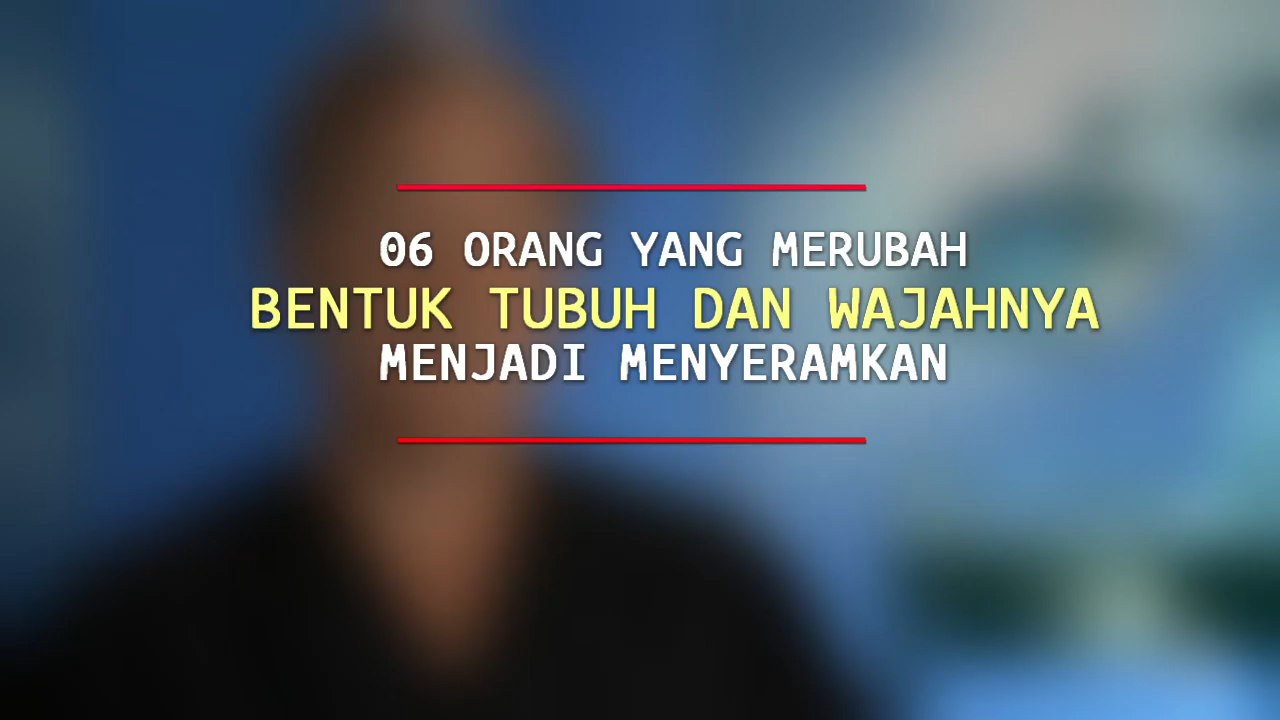 06 ORANG YANG MERUBAH
BENTUK TUBUH DAN WAJAHNYA
MENJADI MENYERAMKAN